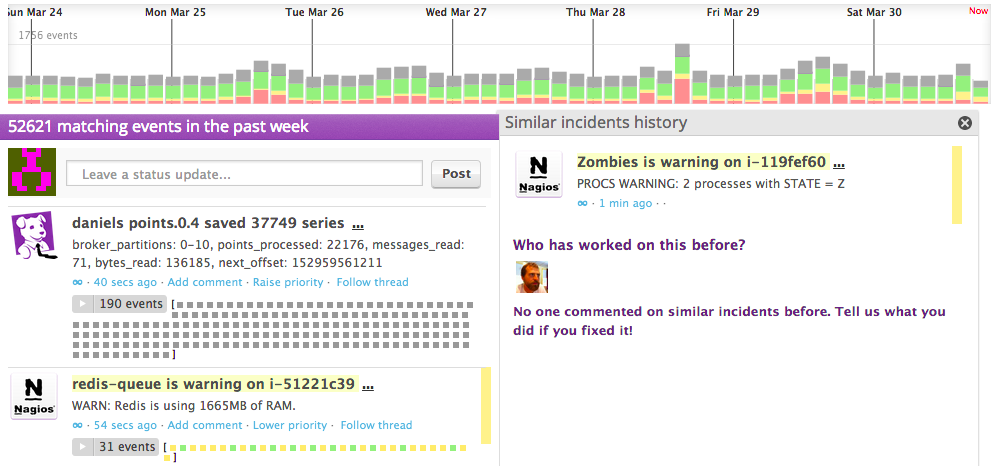 Sun Mar 24
Mon Mar 25
Tue Mar 26
Wed Mar 27
Thu Mar 28
Fri Mar 29
Sat Mar 30
Now
1756 events
52621 matching events in the past week
Leave a status update...
Post
daniels points.0.4 saved 37749 series ...
broker_partitions: 0-10, points_processed: 22176, messages_read:
71, bytes_read: 136185, next_offset: 152959561211
∞ · 40 secs ago · Add comment · Raise priority · Follow thread
190 events [
]
Nagios
redis-queue is warning on i-51221c39 ...
WARN: Redis is using 1665MB of RAM.
∞ · 54 secs ago · Add comment · Lower priority · Follow thread
31 events [
]
Similar incidents history
N
Nagios
Zombies is warning on i-119fef60 ...
PROCS WARNING: 2 processes with STATE = Z
∞ · 1 min ago · ·
Who has worked on this before?
No one commented on similar incidents before. Tell us what you
did if you fixed it!